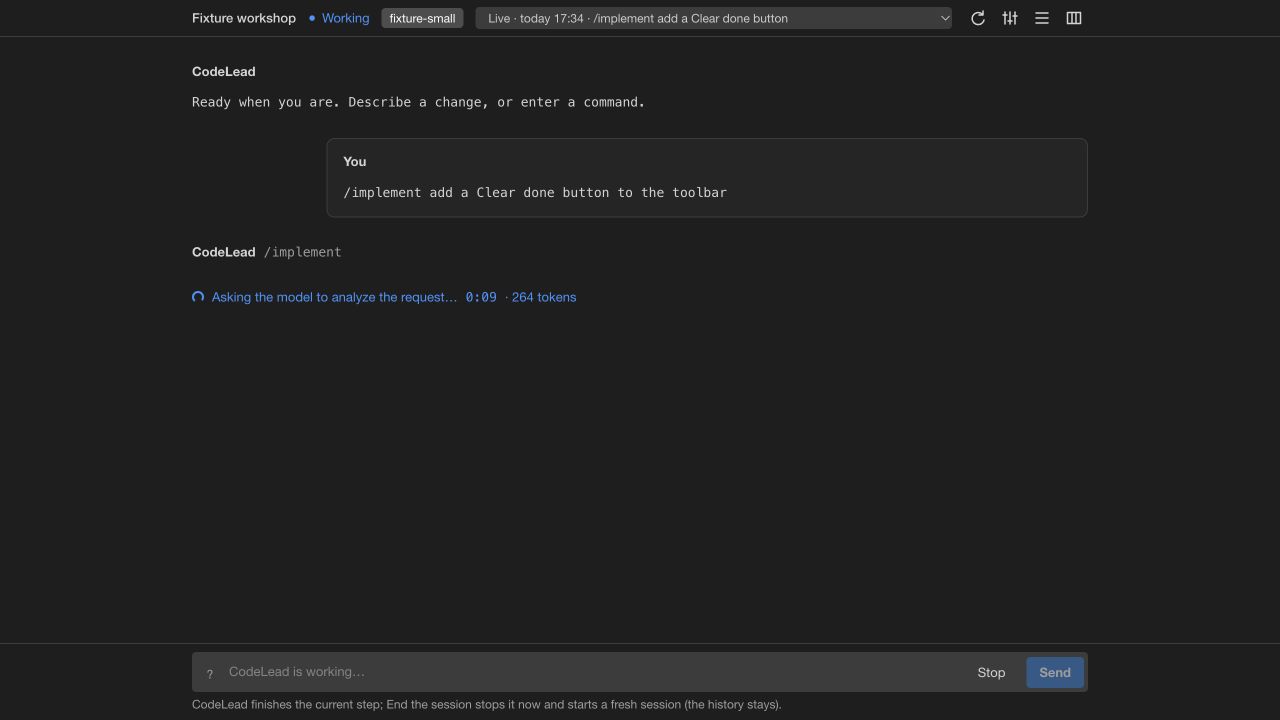 Fixture workshop • Working fixture-small Live · today 17:34 · /implement add a Clear done button
CodeLead
Ready when you are. Describe a change, or enter a command.
You
/implement add a Clear done button to the toolbar
CodeLead /implement
Asking the model to analyze the request… 0:09 · 264 tokens
? CodeLead is working… Stop Send
CodeLead finishes the current step; End the session stops it now and starts a fresh session (the history stays).